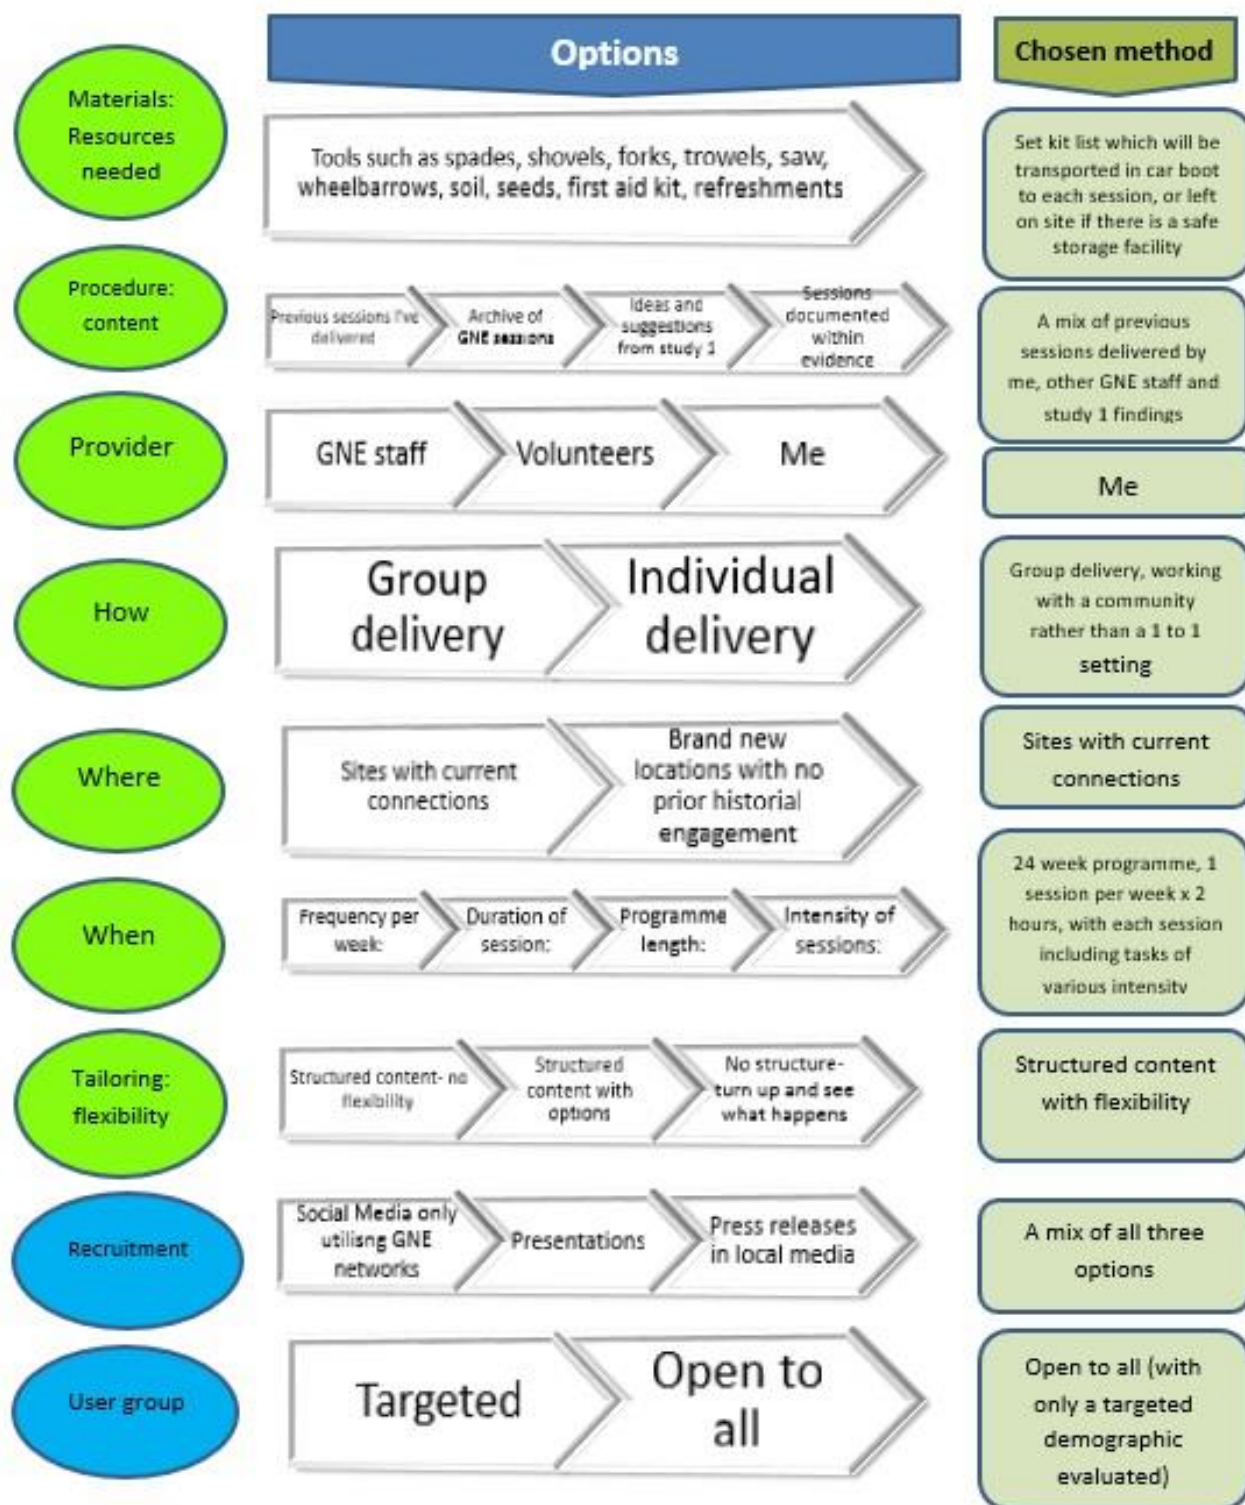 Options
Chosen method
Materials:
Resources
needed
Tools such as spades, shovels, forks, trowels, saw,
wheelbarrows, soil, seeds, first aid kit, refreshments
Set kit list which will be
transported in car boot
to each session, or left
on site if there is a safe
storage facility
Procedure:
content
Previous sessions I've
delivered
Archive of
GNE sessions
Ideas and
suggestions
from study 1
Sessions
documented
within
evidence
A mix of previous
sessions delivered by
me, other GNE staff and
study 1 findings
Provider
GNE staff
Volunteers
Me
Me
How
Group
delivery
Individual
delivery
Group delivery, working
with a community
rather than a 1 to 1
setting
Where
Sites with current
connections
Brand new
locations with no
prior historial
engagement
Sites with current
connections
When
Frequency per
week:
Duration of
session:
Programme
length:
Intensity of
sessions:
24 week programme, 1
session per week x 2
hours, with each session
including tasks of
various intensity
Tailoring:
flexibility
Structured content- no
flexibility
Structured
content with
options
No structure-
turn up and see
what happens
Structured content
with flexibility
Recruitment
Social Media only
utilisng GNE
networks
Presentations
Press releases
in local media
A mix of all three
options
User group
Targeted
Open to
all
Open to all (with
only a targeted
demographic
evaluated)